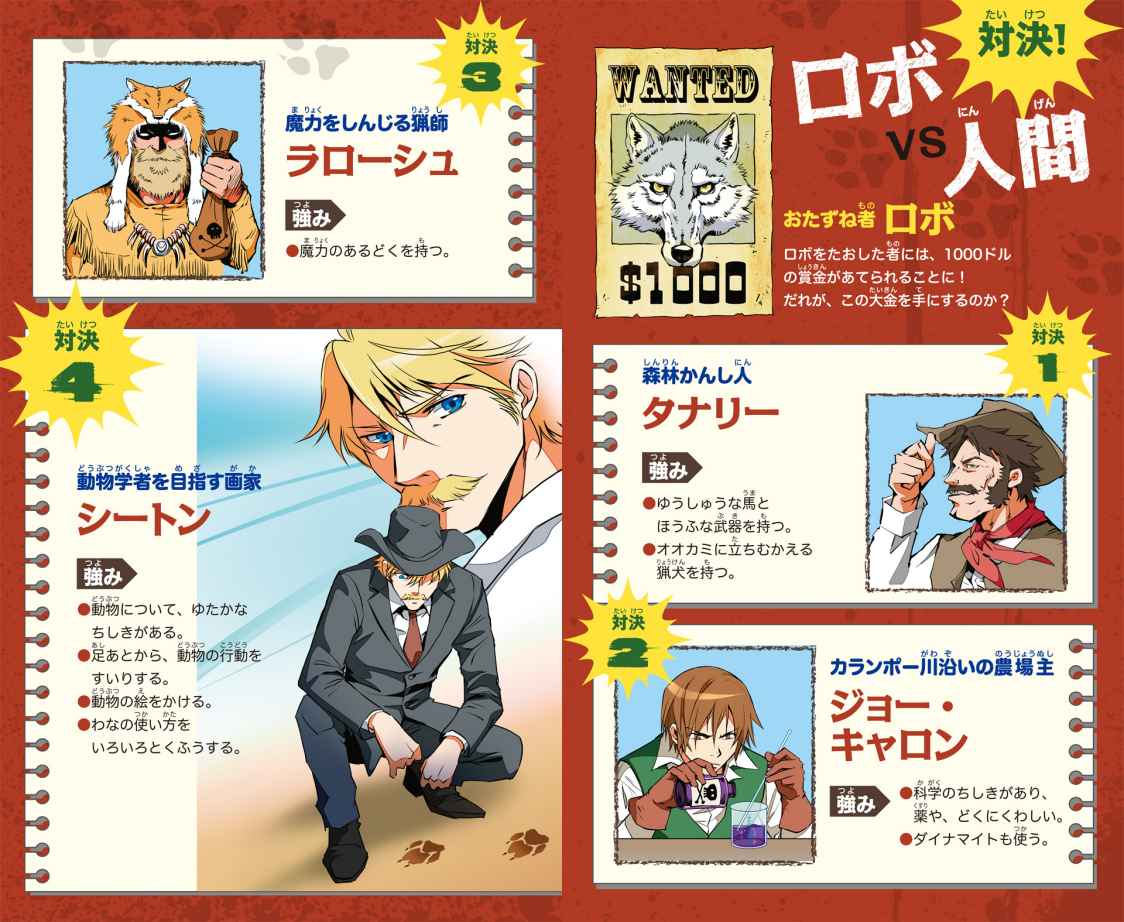 対決!
ロボ
vs
人間
WANTED
$1000
おたずね者 ロボ
ロボをたおした者には、1000ドル
の賞金があてられることに！
だれが、この大金を手にするのか？
対決
1
森林かんし人
タナリー
強み
●ゆうしゅうな馬と
ほうふな武器を持つ。
●オオカミに立ちむかえる
猟犬を持つ。
対決
2
カランポー川沿いの農場主
ジョー・
キャロン
強み
●科学のちしきがあり、
薬や、どくにくわしい。
●ダイナマイトも使う。
対決
3
魔力をしんじる猟師
ラローシュ
強み
●魔力のあるどくを持つ。
対決
4
動物学者を目指す画家
シートン
強み
●動物について、ゆたかな
ちしきがある。
●足あとから、動物の行動を
すいりする。
●動物の絵をかける。
●わなの使い方を
いろいろとくふうする。